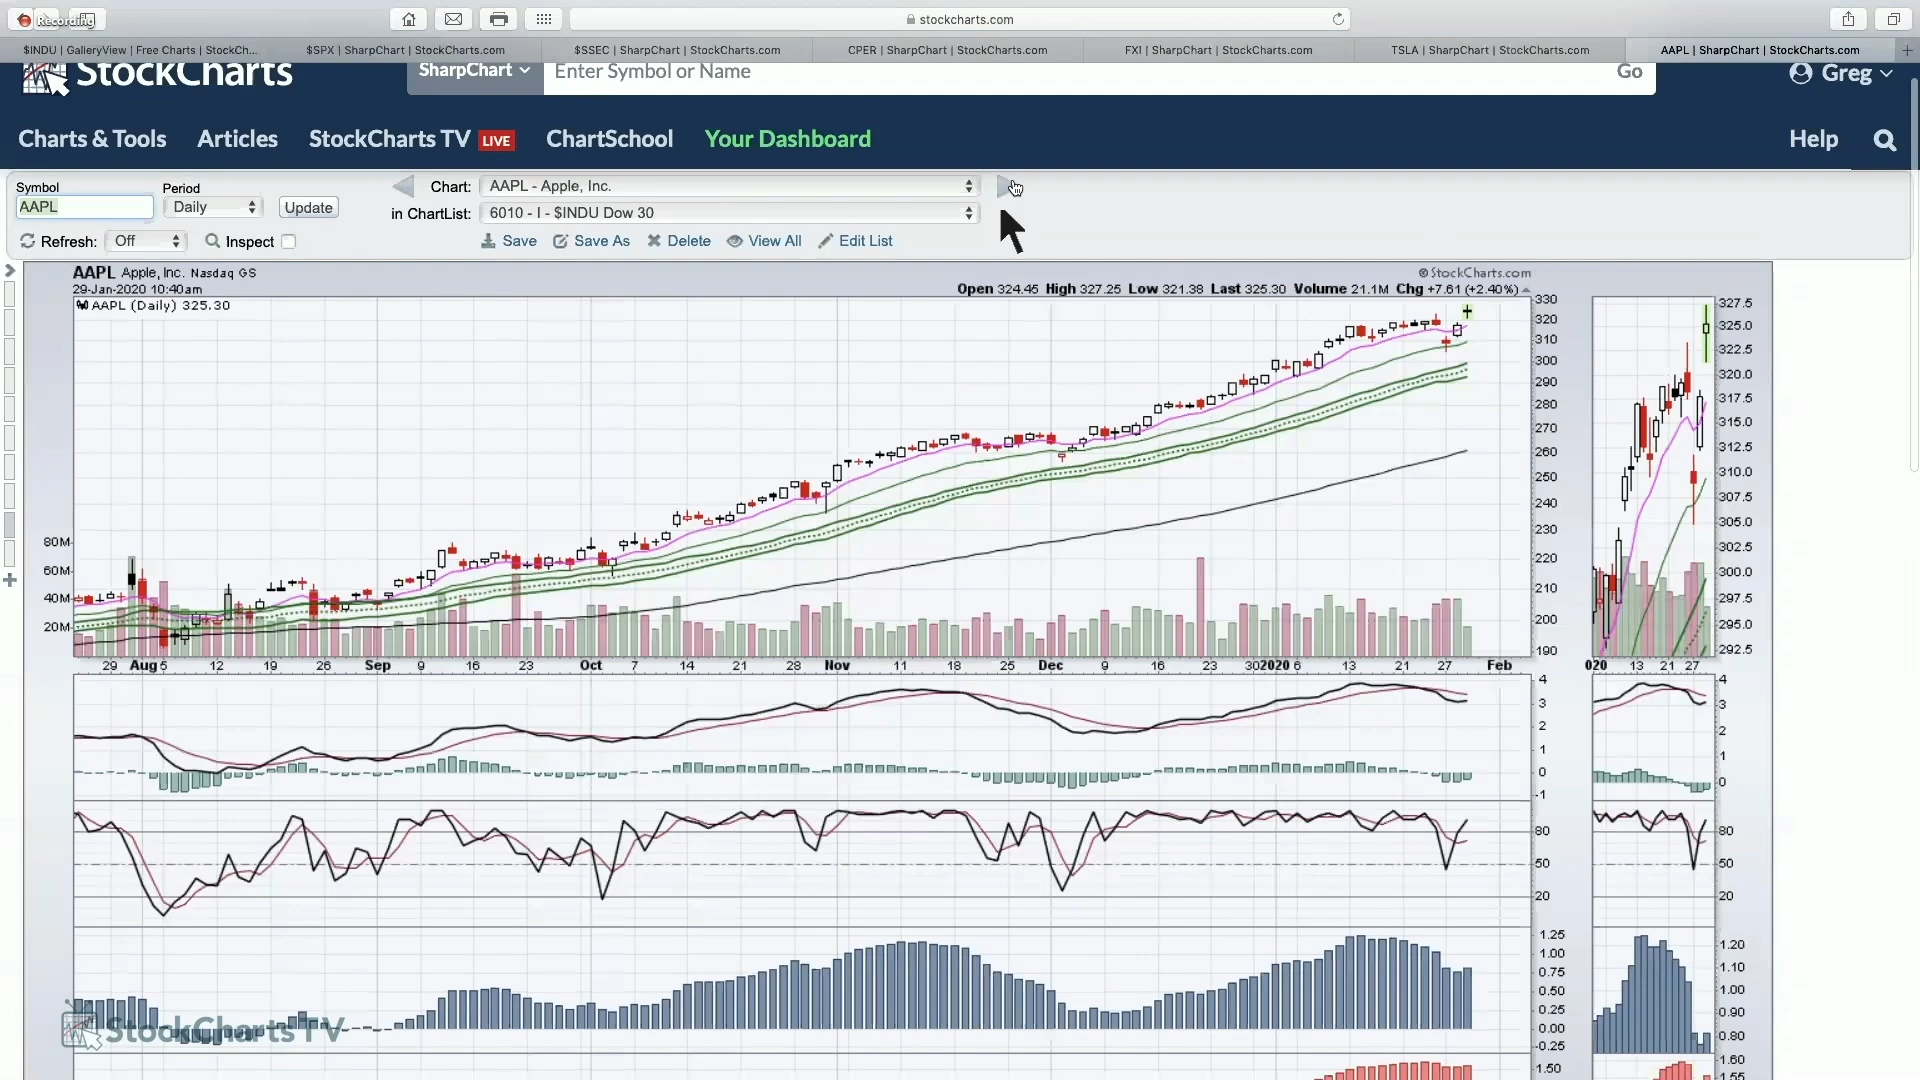 Recording
stockcharts.com
$INDU | GalleryView | Free Charts | StockCh...
$SPX | SharpChart | StockCharts.com
$SSEC | SharpChart | StockCharts.com
CPER | SharpChart | StockCharts.com
FXI | SharpChart | StockCharts.com
TSLA | SharpChart | StockCharts.com
AAPL | SharpChart | StockCharts.com
StockCharts
SharpChart
Enter Symbol or Name
Go
Greg
Charts & Tools
Articles
StockCharts TV LIVE
ChartSchool
Your Dashboard
Help
Symbol
Period
Chart: AAPL - Apple, Inc.
AAPL
Daily
Update
in ChartList: 6010 - I - $INDU Dow 30
Refresh: Off
Inspect
Save
Save As
Delete
View All
Edit List
AAPL Apple, Inc. Nasdaq GS
© StockCharts.com
29-Jan-2020 10:40am
Open 324.45 High 327.25 Low 321.38 Last 325.30 Volume 21.1M Chg +7.61 (+2.40%)
AAPL (Daily) 325.30
330
320
310
300
290
280
270
260
250
240
230
220
210
200
190
80M
60M
40M
20M
29 Aug 5 12 19 26 Sep 9 16 23 Oct 7 14 21 28 Nov 11 18 25 Dec 9 16 23 30 2020 6 13 21 27 Feb
327.5
325.0
322.5
320.0
317.5
315.0
312.5
310.0
307.5
305.0
302.5
300.0
297.5
295.0
292.5
020 13 21 27
4
3
2
1
0
-1
4
3
2
1
0
80
50
20
80
50
20
1.25
1.00
0.75
0.50
0.25
0.00
-0.25
1.20
1.10
1.00
0.90
0.80
1.50
1.60
1.55
StockCharts TV